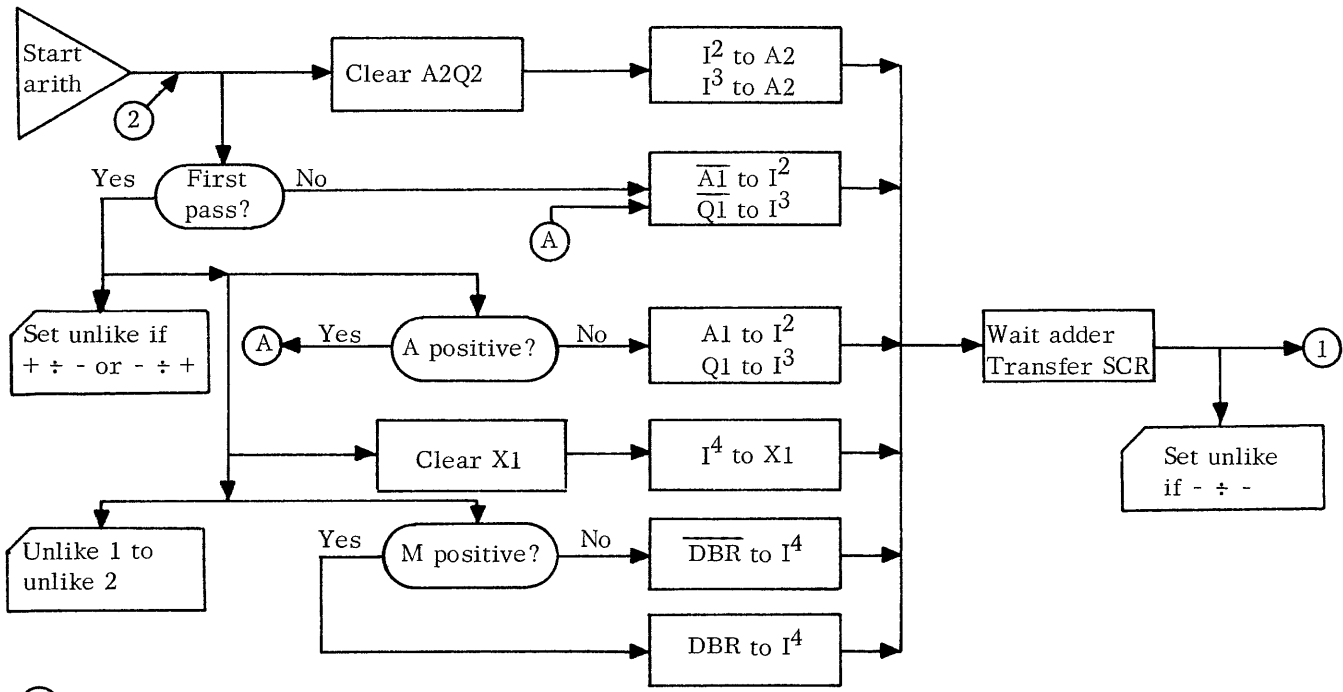 Start
arith
2
Clear A2Q2
I² to A2
I³ to A2
Yes
First
pass?
No
A̅1̅ to I²
Q̅1̅ to I³
A
Set unlike if
+ ÷ - or - ÷ +
A
Yes
A positive?
No
A1 to I²
Q1 to I³
Wait adder
Transfer SCR
1
Clear X1
I⁴ to X1
Set unlike
if - ÷ -
Unlike 1 to
unlike 2
Yes
M positive?
No
D̅B̅R̅ to I⁴
DBR to I⁴